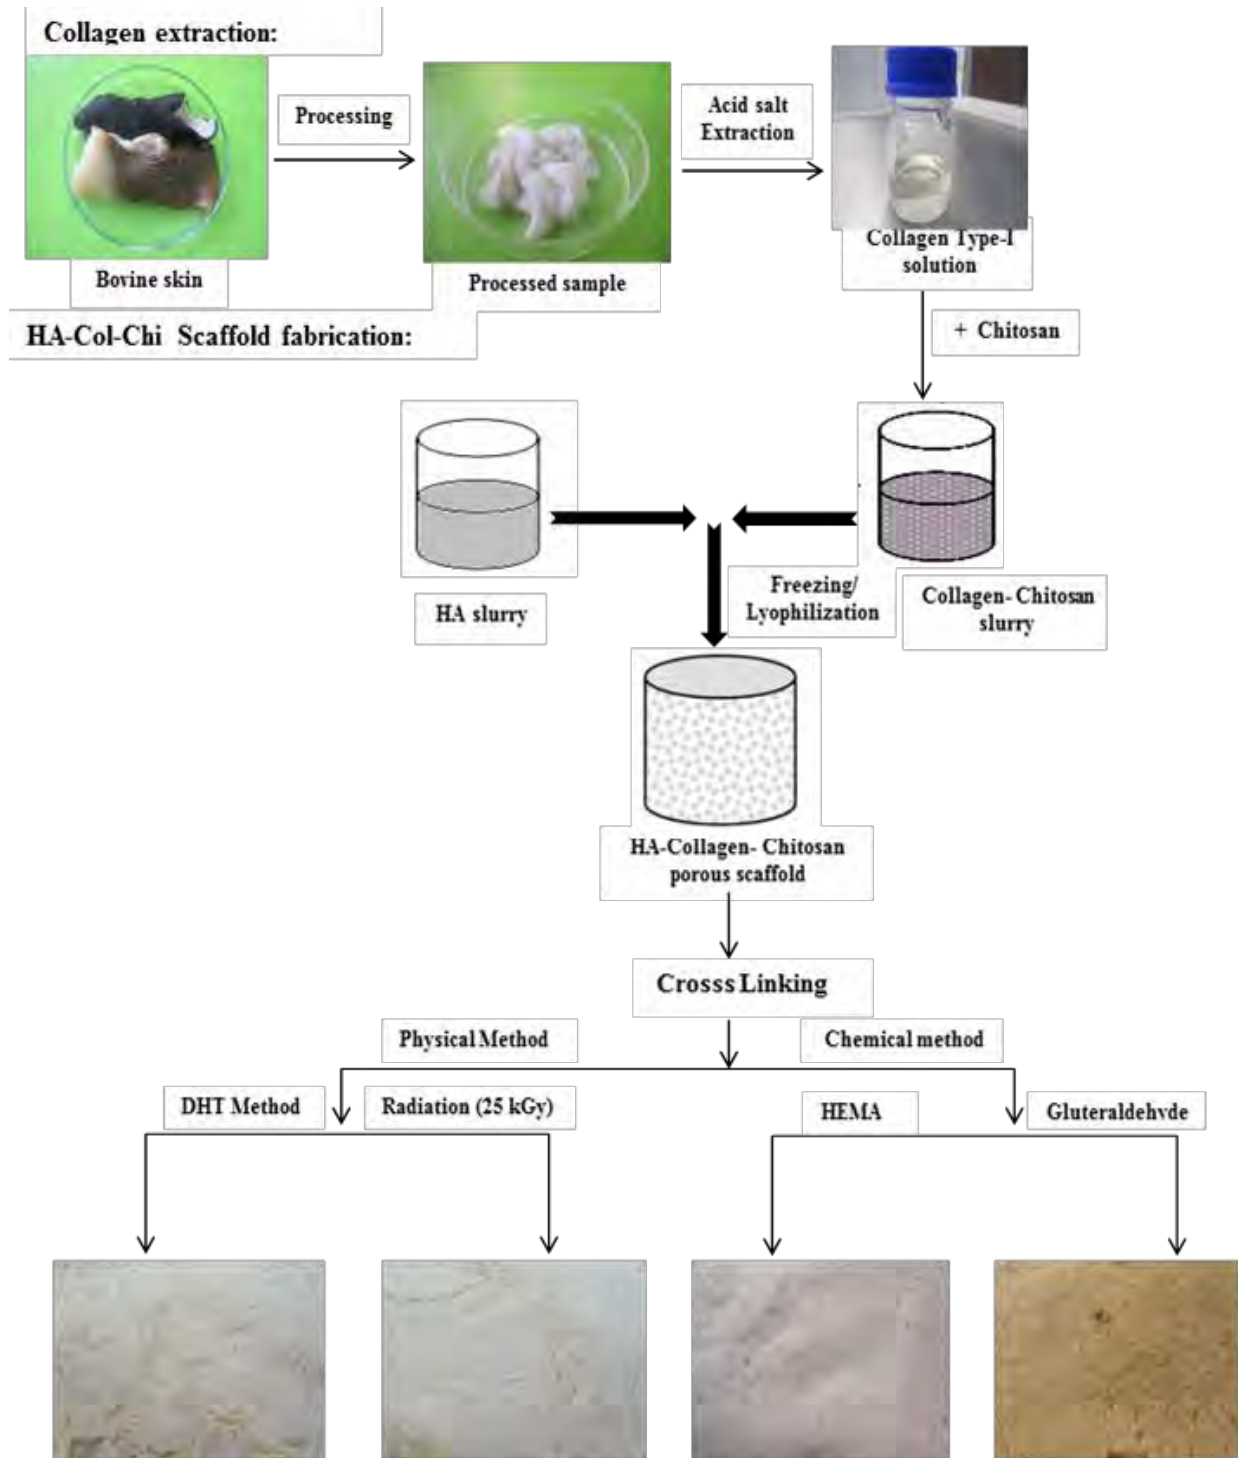 Collagen extraction:
Processing
Acid salt
Extraction
Bovine skin
Processed sample
Collagen Type-I
solution
HA-Col-Chi Scaffold fabrication:
+ Chitosan
HA slurry
Freezing/
Lyophilization
Collagen- Chitosan
slurry
HA-Collagen- Chitosan
porous scaffold
Crosss Linking
Physical Method
Chemical method
DHT Method
Radiation (25 kGy)
HEMA
Gluteraldehyde